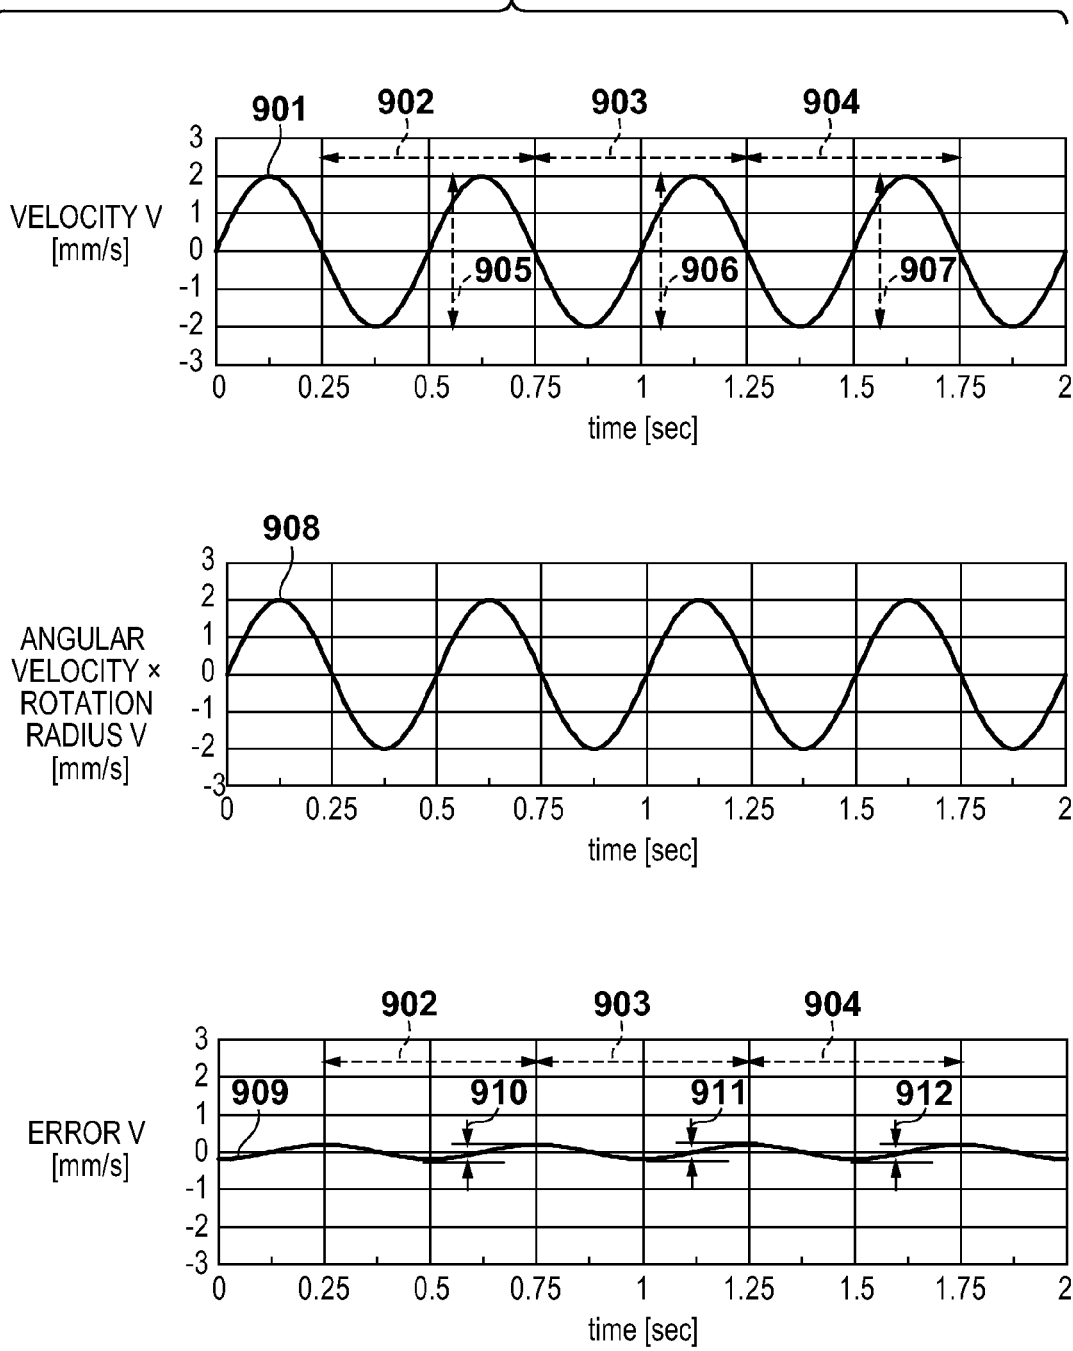 901 902 903 904
3
2
1
0
-1
-2
-3
VELOCITY V
[mm/s]
905 906 907
0 0.25 0.5 0.75 1 1.25 1.5 1.75 2
time [sec]
908
3
2
1
0
-1
-2
-3
ANGULAR
VELOCITY ×
ROTATION
RADIUS V
[mm/s]
0 0.25 0.5 0.75 1 1.25 1.5 1.75 2
time [sec]
902 903 904
3
2
1
0
-1
-2
-3
909 910 911 912
ERROR V
[mm/s]
0 0.25 0.5 0.75 1 1.25 1.5 1.75 2
time [sec]